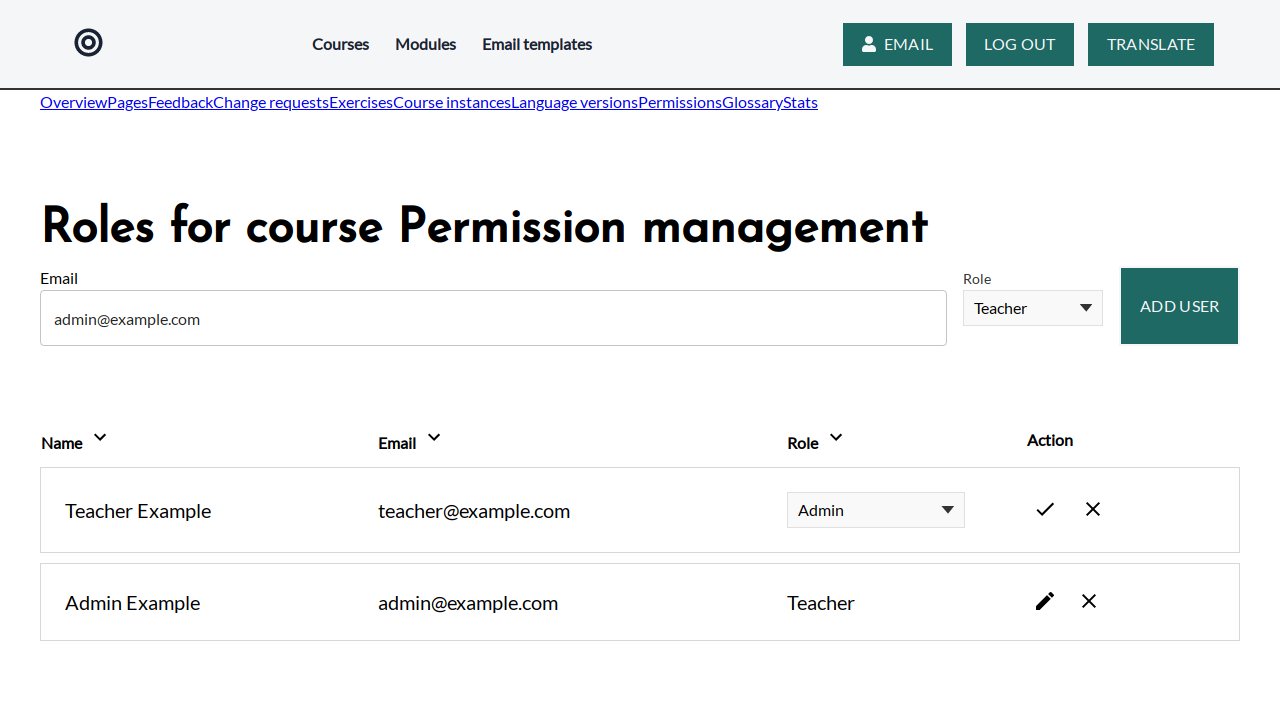 Courses Modules Email templates EMAIL LOG OUT TRANSLATE
OverviewPagesFeedbackChange requestsExercisesCourse instancesLanguage versionsPermissionsGlossaryStats
Roles for course Permission management
Email Role
admin@example.com Teacher ADD USER
Name Email Role Action
Teacher Example teacher@example.com Admin
Admin Example admin@example.com Teacher